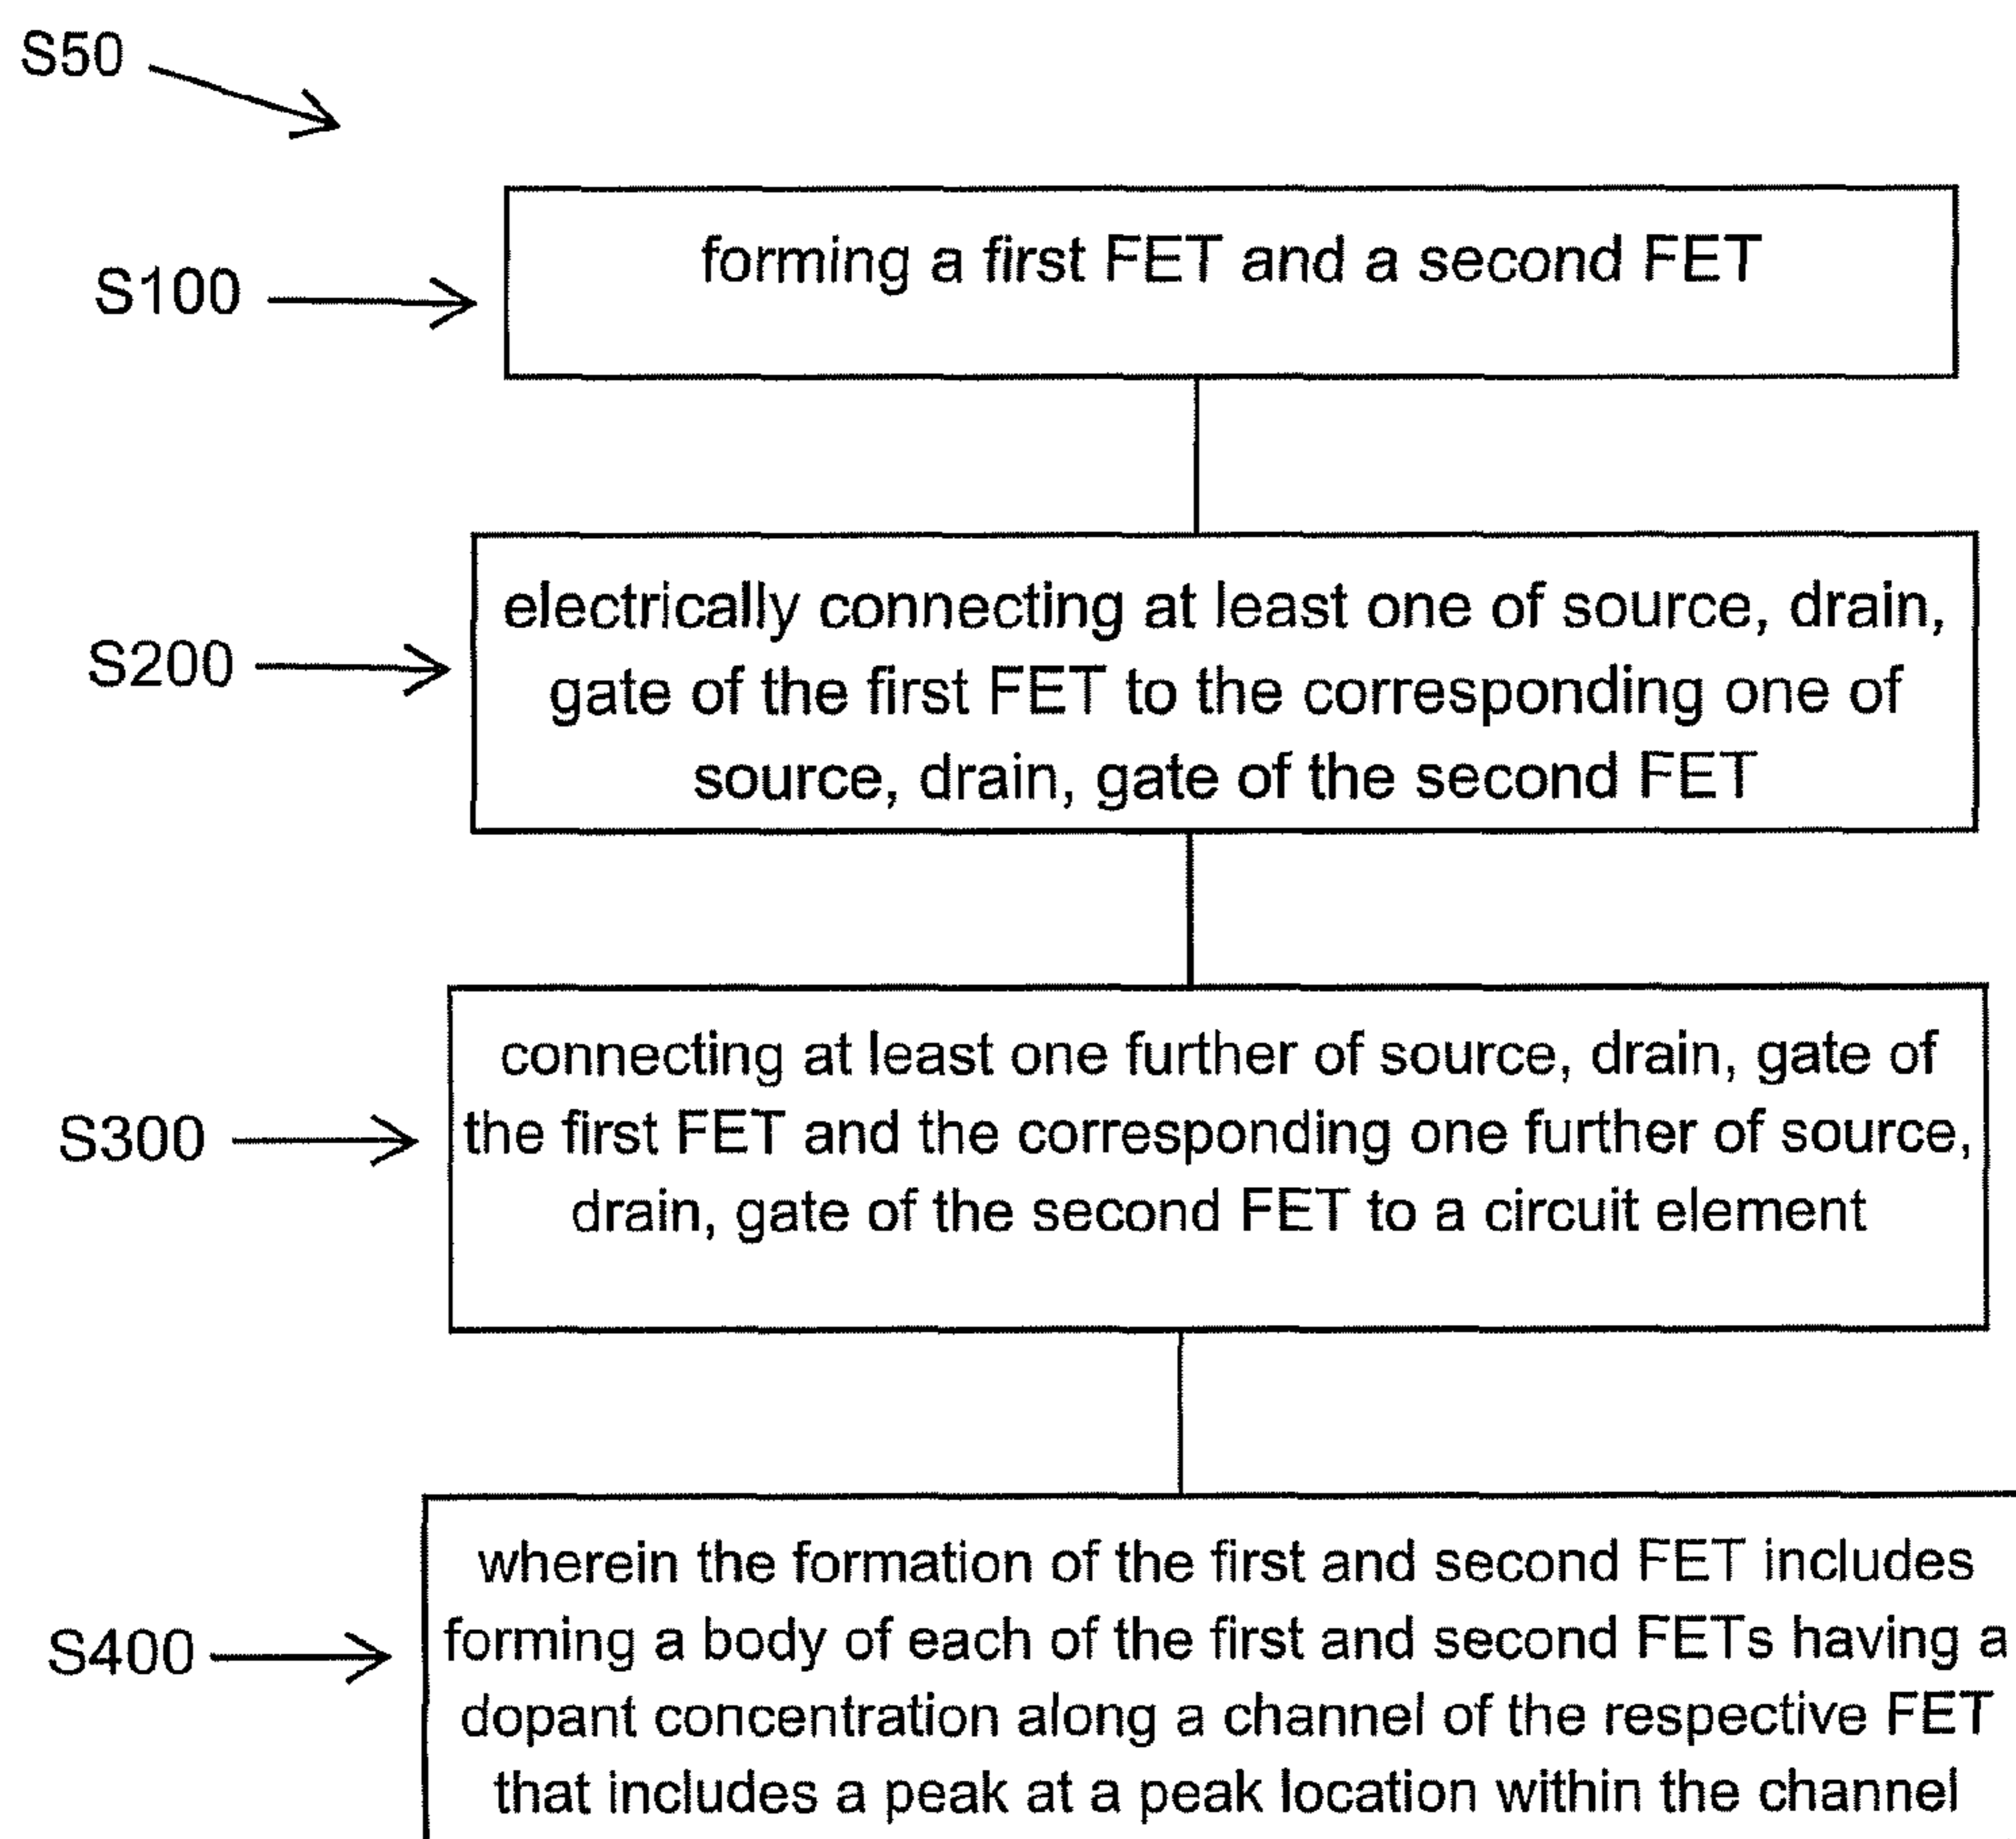 S50
S100
forming a first FET and a second FET
S200
electrically connecting at least one of source, drain,
gate of the first FET to the corresponding one of
source, drain, gate of the second FET
S300
connecting at least one further of source, drain, gate of
the first FET and the corresponding one further of source,
drain, gate of the second FET to a circuit element
S400
wherein the formation of the first and second FET includes
forming a body of each of the first and second FETs having a
dopant concentration along a channel of the respective FET
that includes a peak at a peak location within the channel